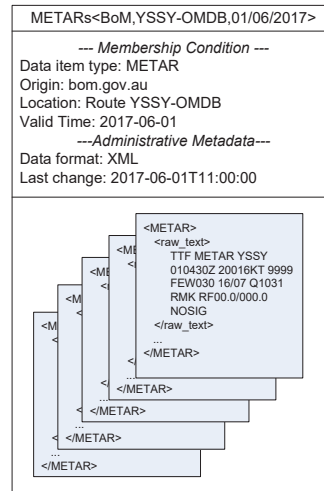 METARs<BoM,YSSY-OMDB,01/06/2017>
--- Membership Condition ---
Data item type: METAR
Origin: bom.gov.au
Location: Route YSSY-OMDB
Valid Time: 2017-06-01
---Administrative Metadata---
Data format: XML
Last change: 2017-06-01T11:00:00
<METAR>
<raw_text>
TTF METAR YSSY
010430Z 20016KT 9999
FEW030 16/07 Q1031
RMK RF00.0/000.0
NOSIG
</raw_text>
...
</METAR>
<ME
<r
</
...
</METAR>
<ME
<
<
...
</METAR>
<M
<
<
...
</METAR>
<M
<
<
...
</METAR>